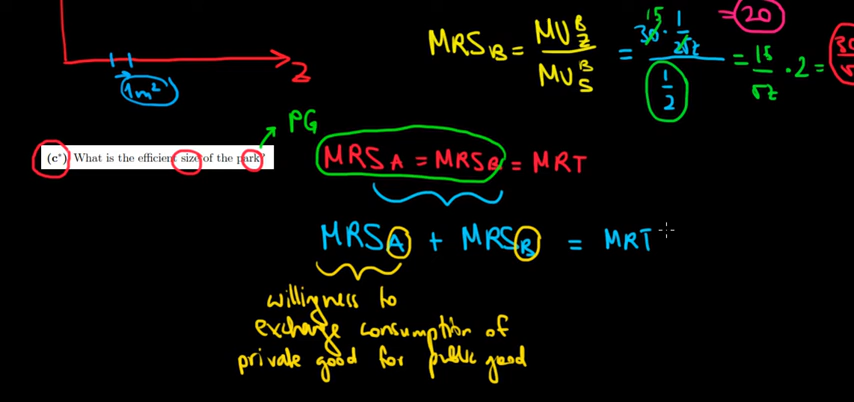 = 20
MRS_B = MU^B_Z / MU^B_S = 30 15 · 1 / 2√z / 1/2 = 15/√z · 2 = 30
1m²
Z
PG
(c*) What is the efficient size of the park?
MRS_A = MRS_B = MRT
MRS_A + MRS_B = MRT
willingness to
exchange consumption of
private good for public good